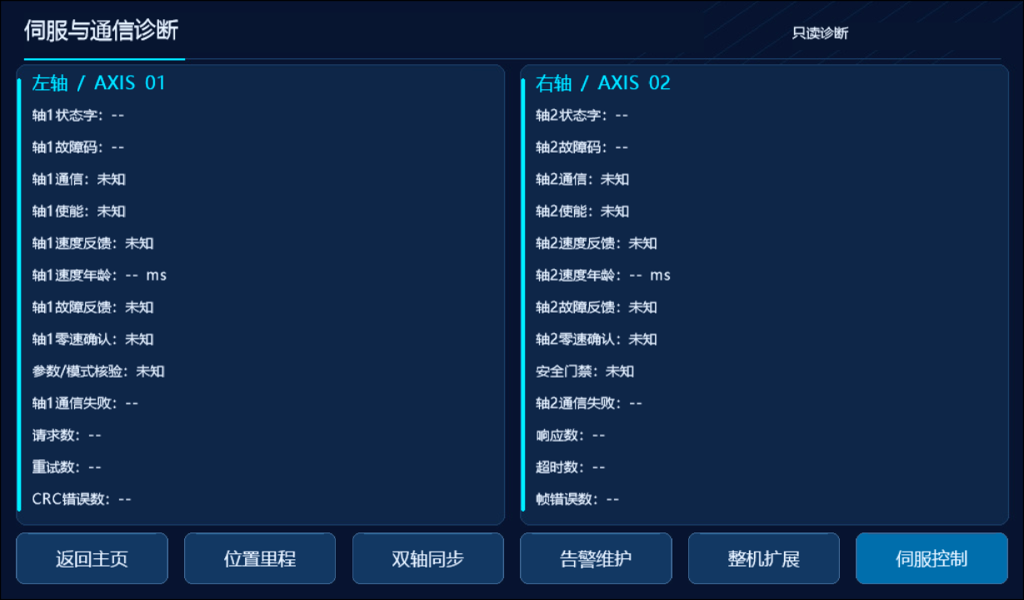 伺服与通信诊断
只读诊断
左轴 / AXIS 01
轴1状态字：--
轴1故障码：--
轴1通信：未知
轴1使能：未知
轴1速度反馈：未知
轴1速度年龄：-- ms
轴1故障反馈：未知
轴1零速确认：未知
参数/模式核验：未知
轴1通信失败：--
请求数：--
重试数：--
CRC错误数：--
右轴 / AXIS 02
轴2状态字：--
轴2故障码：--
轴2通信：未知
轴2使能：未知
轴2速度反馈：未知
轴2速度年龄：-- ms
轴2故障反馈：未知
轴2零速确认：未知
安全门禁：未知
轴2通信失败：--
响应数：--
超时数：--
帧错误数：--
返回主页
位置里程
双轴同步
告警维护
整机扩展
伺服控制